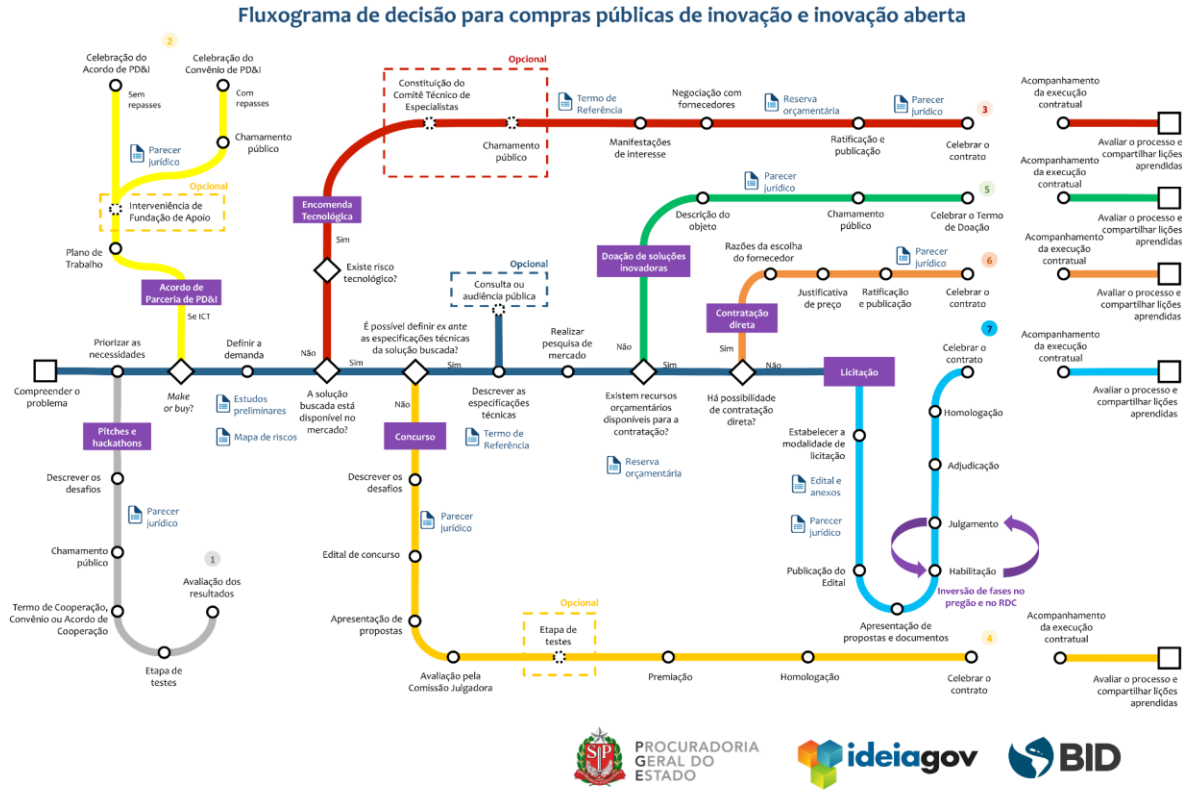 Fluxograma de decisão para compras públicas de inovação e inovação aberta
2
Celebração do
Acordo de PD&I
Celebração do
Convênio de PD&I
Sem
repasses
Com
repasses
Chamamento
público
Parecer
jurídico
Opcional
Interveniência de
Fundação de Apoio
Plano de
Trabalho
Acordo de
Parceria de PD&I
Se ICT
Opcional
Constituição do
Comitê Técnico de
Especialistas
Chamamento
público
Termo de
Referência
Manifestações
de interesse
Negociação com
fornecedores
Reserva
orçamentária
Ratificação e
publicação
Parecer
jurídico
3
Celebrar o
contrato
Acompanhamento
da execução
contratual
Avaliar o processo e
compartilhar lições
aprendidas
Encomenda
Tecnológica
Sim
Existe risco
tecnológico?
Não
Parecer
jurídico
Descrição do
objeto
Chamamento
público
5
Celebrar o Termo
de Doação
Acompanhamento
da execução
contratual
Avaliar o processo e
compartilhar lições
aprendidas
Doação de soluções
inovadoras
Não
Razões da escolha
do fornecedor
Justificativa
de preço
Parecer
jurídico
Ratificação
e publicação
6
Celebrar o
contrato
Acompanhamento
da execução
contratual
Avaliar o processo e
compartilhar lições
aprendidas
Contratação
direta
Sim
Opcional
Consulta ou
audiência pública
Compreender o
problema
Priorizar as
necessidades
Make
or buy?
Definir a
demanda
Estudos
preliminares
Mapa de riscos
A solução
buscada está
disponível no
mercado?
Sim
É possível definir ex ante
as especificações técnicas
da solução buscada?
Sim
Não
Descrever as
especificações
técnicas
Termo de
Referência
Realizar
pesquisa de
mercado
Existem recursos
orçamentários
disponíveis para a
contratação?
Reserva
orçamentária
Sim
Há possibilidade
de contratação
direta?
Não
Licitação
7
Celebrar o
contrato
Acompanhamento
da execução
contratual
Avaliar o processo e
compartilhar lições
aprendidas
Estabelecer a
modalidade de
licitação
Edital e
anexos
Parecer
jurídico
Publicação do
Edital
Apresentação de
propostas e documentos
Homologação
Adjudicação
Julgamento
Habilitação
Inversão de fases no
pregão e no RDC
Pitches e
hackathons
Descrever os
desafios
Parecer
jurídico
Chamamento
público
Termo de Cooperação,
Convênio ou Acordo de
Cooperação
Etapa de
testes
1
Avaliação dos
resultados
Concurso
Descrever os
desafios
Parecer
jurídico
Edital de concurso
Apresentação de
propostas
Avaliação pela
Comissão Julgadora
Opcional
Etapa de
testes
Premiação
Homologação
4
Celebrar o
contrato
Acompanhamento
da execução
contratual
Avaliar o processo e
compartilhar lições
aprendidas
SP
PROCURADORIA
GERAL DO
ESTADO
ideiagov
BID